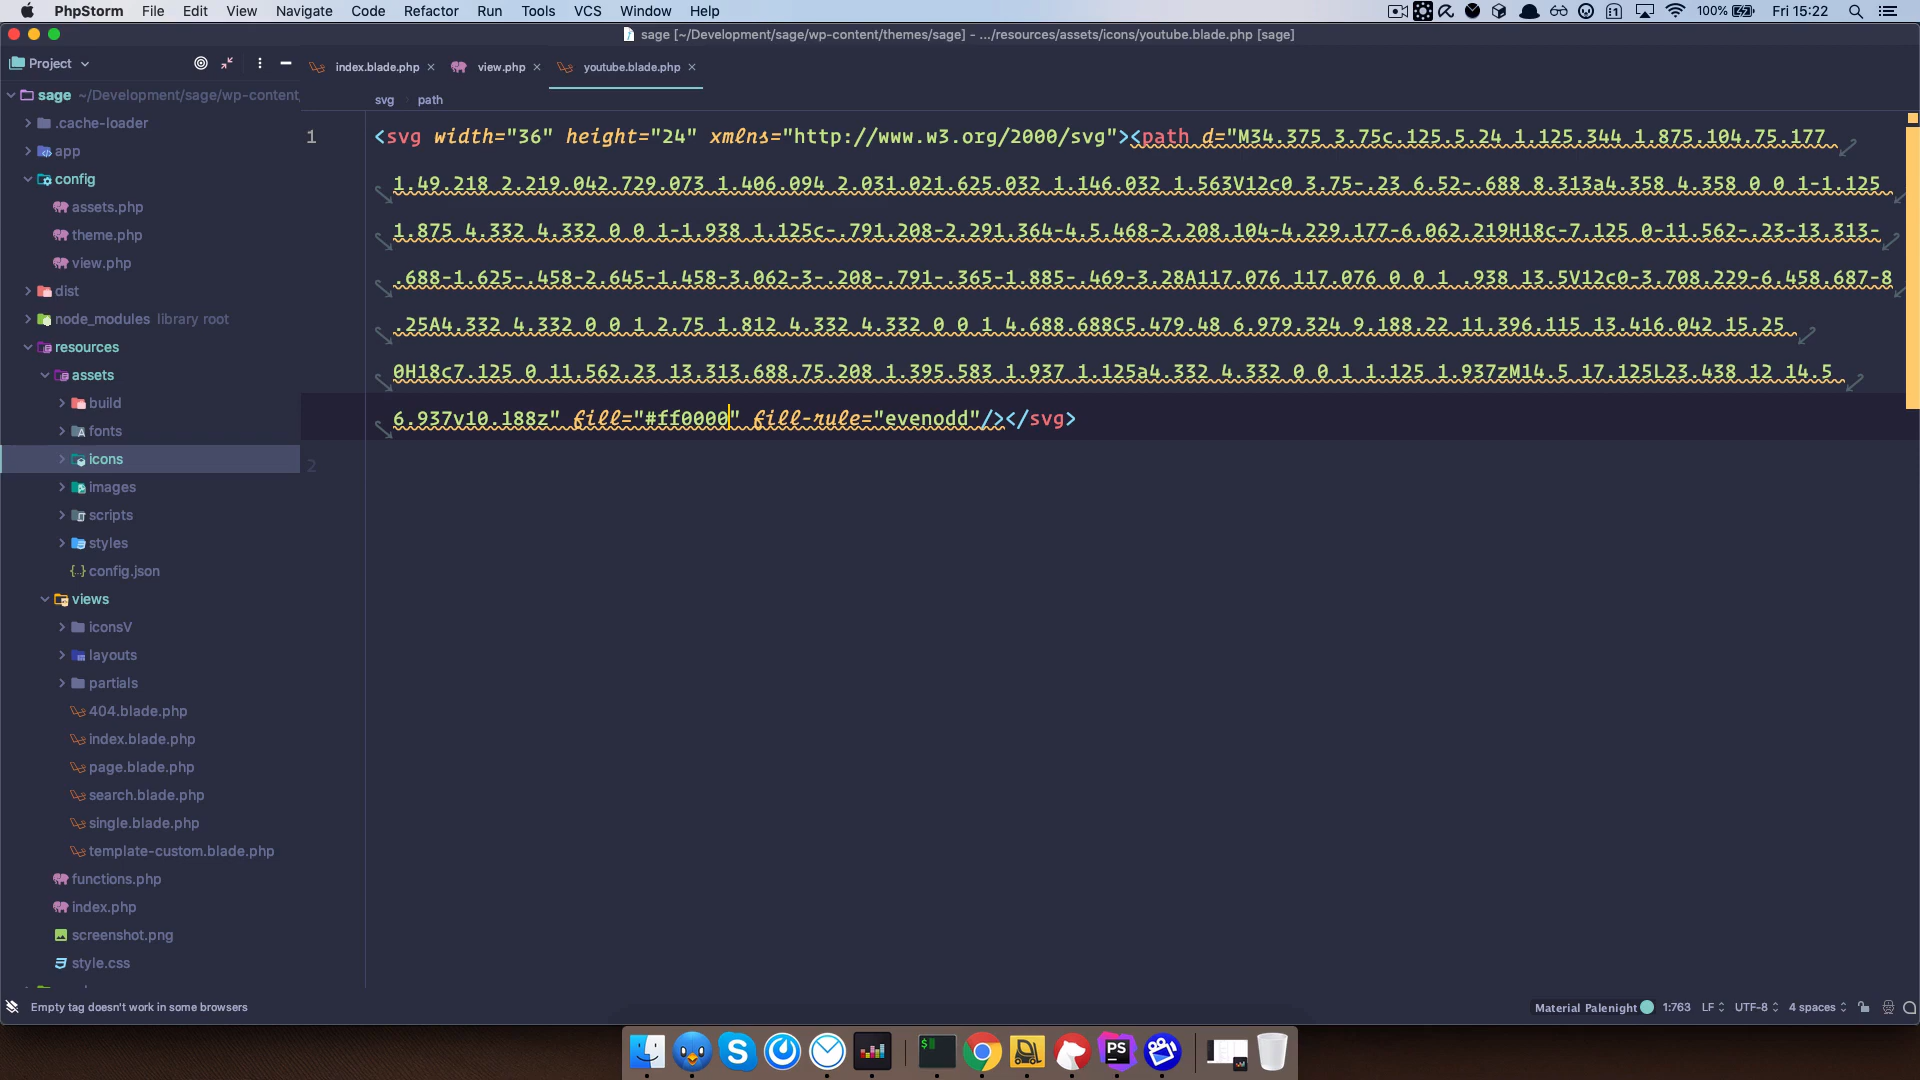 PhpStorm File Edit View Navigate Code Refactor Run Tools VCS Window Help 100% Fri 15:22
sage [~/Development/sage/wp-content/themes/sage] - .../resources/assets/icons/youtube.blade.php [sage]
Project
index.blade.php
view.php
youtube.blade.php
sage ~/Development/sage/wp-content
svg path
.cache-loader
app
config
assets.php
theme.php
view.php
dist
node_modules library root
resources
assets
build
fonts
icons
images
scripts
styles
config.json
views
iconsV
layouts
partials
404.blade.php
index.blade.php
page.blade.php
search.blade.php
single.blade.php
template-custom.blade.php
functions.php
index.php
screenshot.png
style.css
1
<svg width="36" height="24" xmlns="http://www.w3.org/2000/svg"><path d="M34.375 3.75c.125.5.24 1.125.344 1.875.104.75.177
1.49.218 2.219.042.729.073 1.406.094 2.031.021.625.032 1.146.032 1.563V12c0 3.75-.23 6.52-.688 8.313a4.358 4.358 0 0 1-1.125
1.875 4.332 4.332 0 0 1-1.938 1.125c-.791.208-2.291.364-4.5.468-2.208.104-4.229.177-6.062.219H18c-7.125 0-11.562-.23-13.313-
.688-1.625-.458-2.645-1.458-3.062-3-.208-.791-.365-1.885-.469-3.28A117.076 117.076 0 0 1 .938 13.5V12c0-3.708.229-6.458.687-8
.25A4.332 4.332 0 0 1 2.75 1.812 4.332 4.332 0 0 1 4.688.688C5.479.48 6.979.324 9.188.22 11.396.115 13.416.042 15.25
0H18c7.125 0 11.562.23 13.313.688.75.208 1.395.583 1.937 1.125a4.332 4.332 0 0 1 1.125 1.937zM14.5 17.125L23.438 12 14.5
6.937v10.188z" fill="#ff0000" fill-rule="evenodd"/></svg>
2
Empty tag doesn't work in some browsers
Material Palenight 1:763 LF UTF-8 4 spaces
$
PS